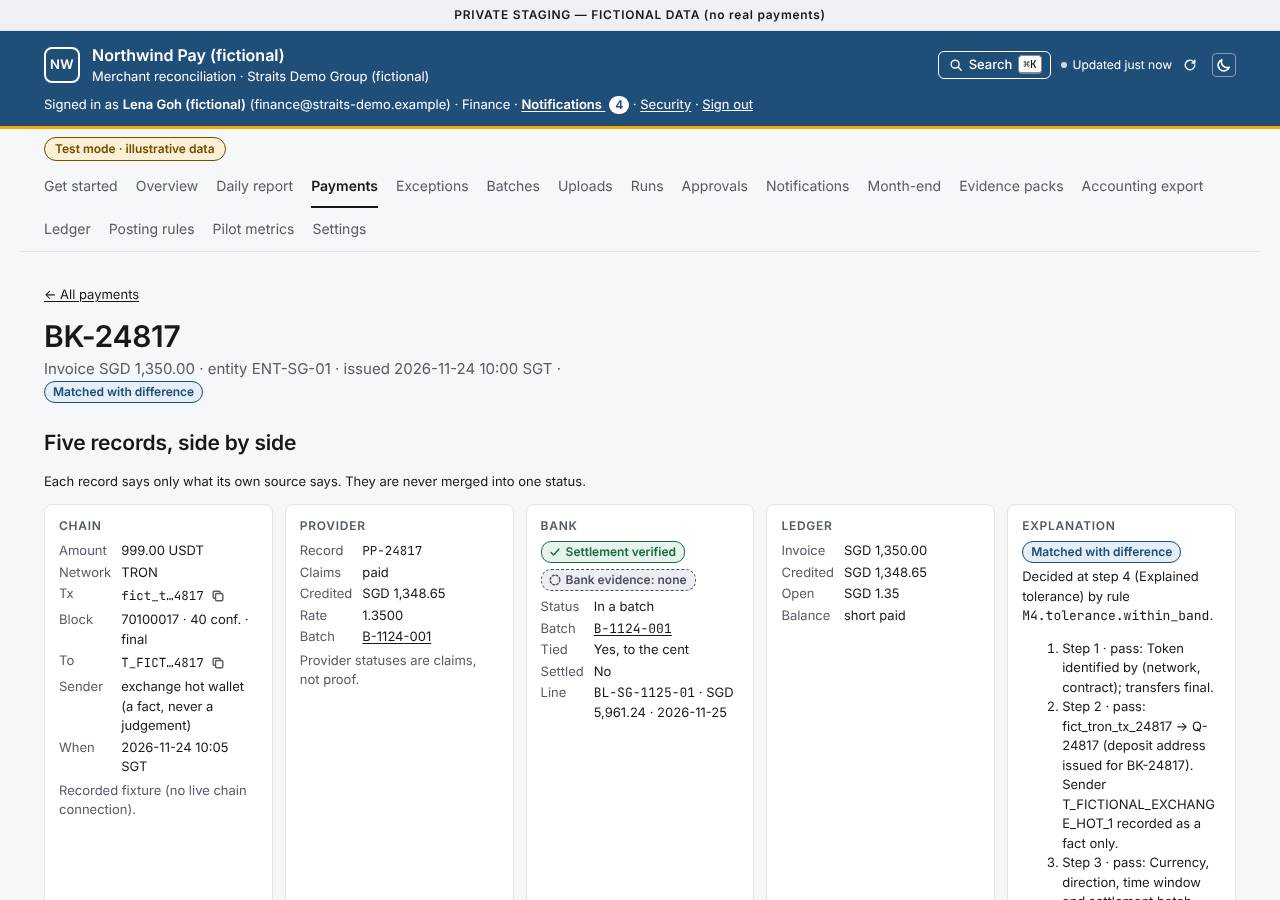 PRIVATE STAGING — FICTIONAL DATA (no real payments)
NW
Northwind Pay (fictional)
Merchant reconciliation · Straits Demo Group (fictional)
Search ⌘K
Updated just now
Signed in as Lena Goh (fictional) (finance@straits-demo.example) · Finance · Notifications 4 · Security · Sign out
Test mode · illustrative data
Get started Overview Daily report Payments Exceptions Batches Uploads Runs Approvals Notifications Month-end Evidence packs Accounting export
Ledger Posting rules Pilot metrics Settings
← All payments
BK-24817
Invoice SGD 1,350.00 · entity ENT-SG-01 · issued 2026-11-24 10:00 SGT ·
Matched with difference
Five records, side by side
Each record says only what its own source says. They are never merged into one status.
CHAIN
Amount 999.00 USDT
Network TRON
Tx fict_t…4817
Block 70100017 · 40 conf. ·
final
To T_FICT…4817
Sender exchange hot wallet
(a fact, never a
judgement)
When 2026-11-24 10:05
SGT
Recorded fixture (no live chain
connection).
PROVIDER
Record PP-24817
Claims paid
Credited SGD 1,348.65
Rate 1.3500
Batch B-1124-001
Provider statuses are claims,
not proof.
BANK
Settlement verified
Bank evidence: none
Status In a batch
Batch B-1124-001
Tied Yes, to the cent
Settled No
Line BL-SG-1125-01 · SGD
5,961.24 · 2026-11-25
LEDGER
Invoice SGD 1,350.00
Credited SGD 1,348.65
Open SGD 1.35
Balance short paid
EXPLANATION
Matched with difference
Decided at step 4 (Explained
tolerance) by rule
M4.tolerance.within_band.
1. Step 1 · pass: Token
identified by (network,
contract); transfers final.
2. Step 2 · pass:
fict_tron_tx_24817 → Q-
24817 (deposit address
issued for BK-24817).
Sender
T_FICTIONAL_EXCHANG
E_HOT_1 recorded as a
fact only.
3. Step 3 · pass: Currency,
direction, time window
and settlement batch